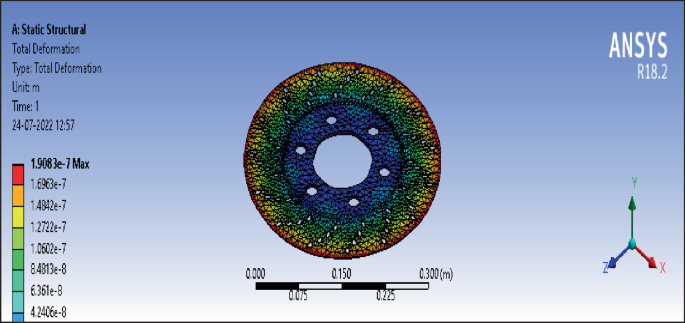 A: Static Structural
Total Deformation
Type: Total Deformation
Unit: m
Time: 1
24-07-2022 12:57
1.9083e-7 Max
1.6963e-7
1.4842e-7
1.2722e-7
1.0602e-7
8.4813e-8
6.361e-8
4.2406e-8
ANSYS
R18.2
0.000 0.150 0.300 (m)
0.075 0.225
Y
Z X